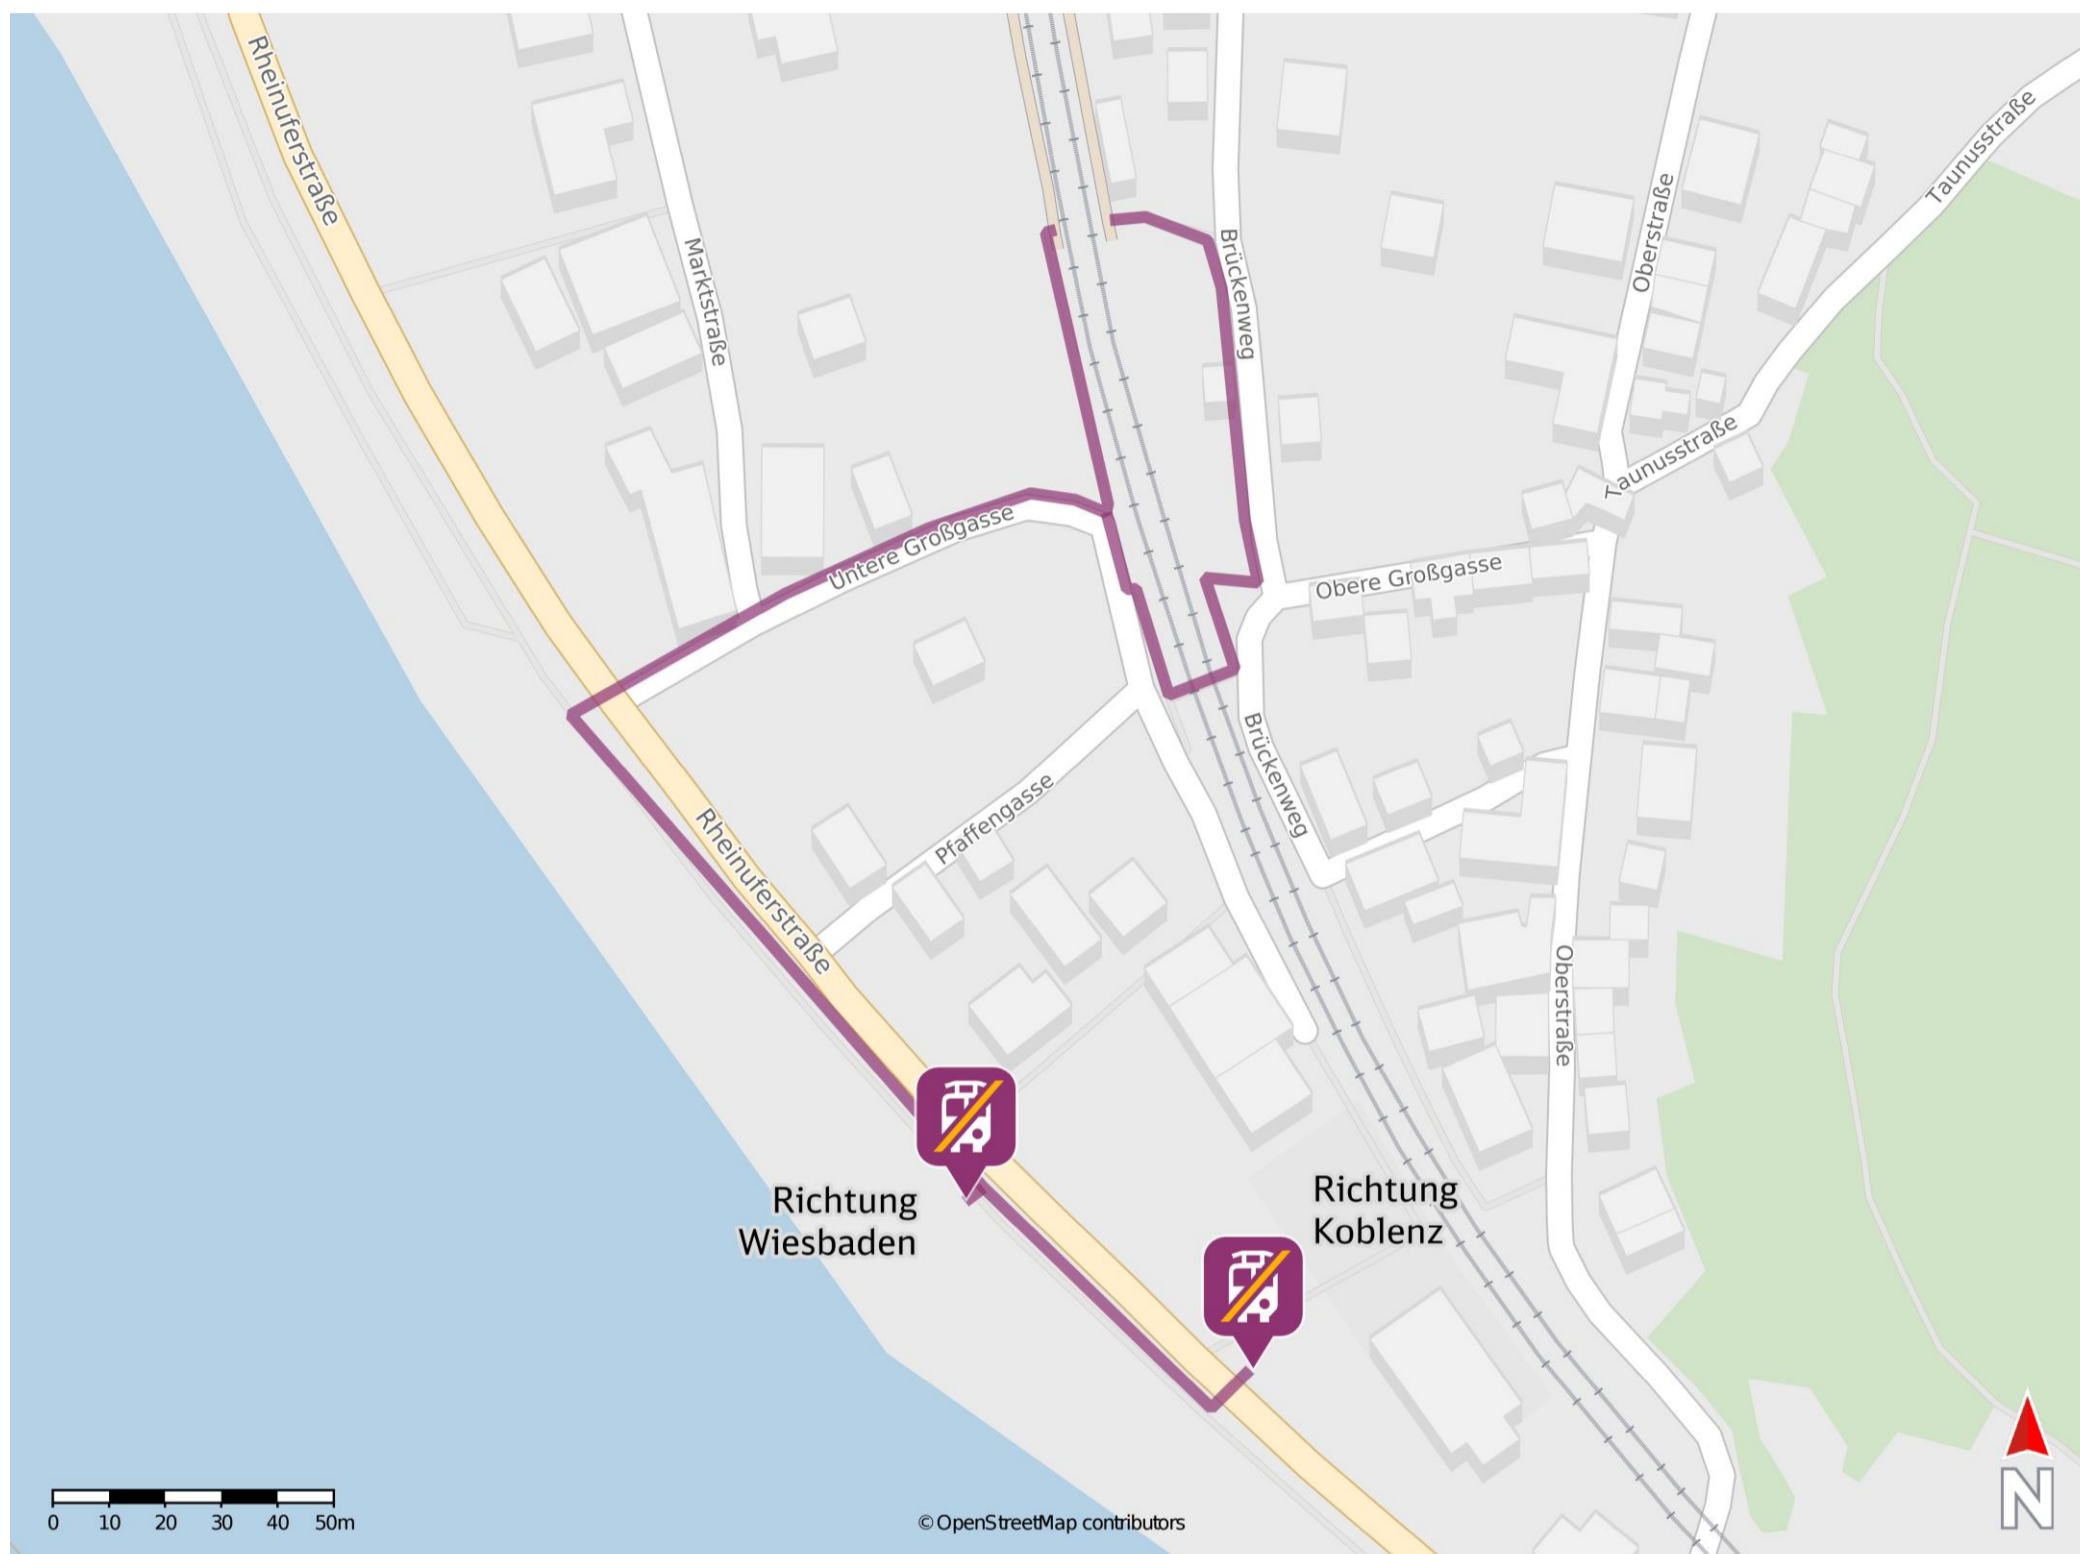 Rheinuferstraße
Marktstraße
Brückenweg
Oberstraße
Taunusstraße
Taunusstraße
Untere Großgasse
Obere Großgasse
Brückenweg
Pfaffengasse
Rheinuferstraße
Oberstraße
Richtung
Wiesbaden
Richtung
Koblenz
0 10 20 30 40 50m
© OpenStreetMap contributors
N